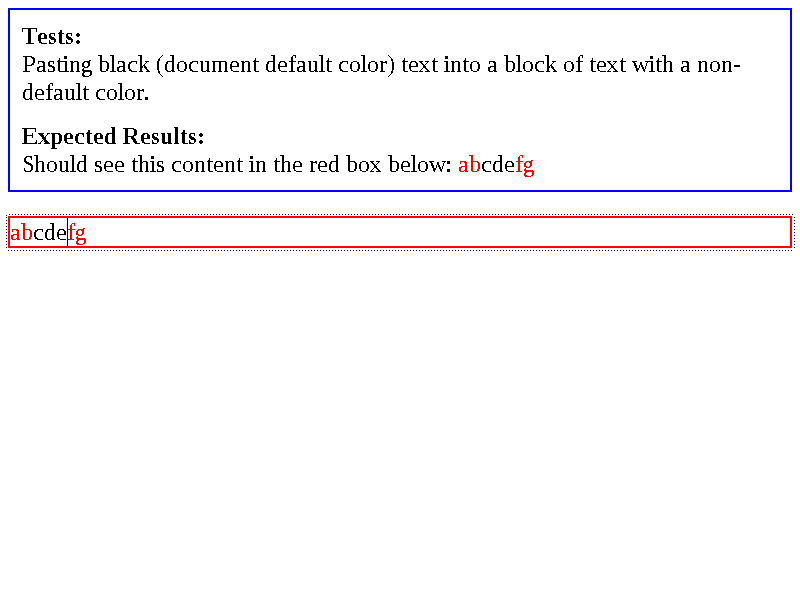 Tests:
Pasting black (document default color) text into a block of text with a non-
default color.
Expected Results:
Should see this content in the red box below: abcdefg
abcdefg